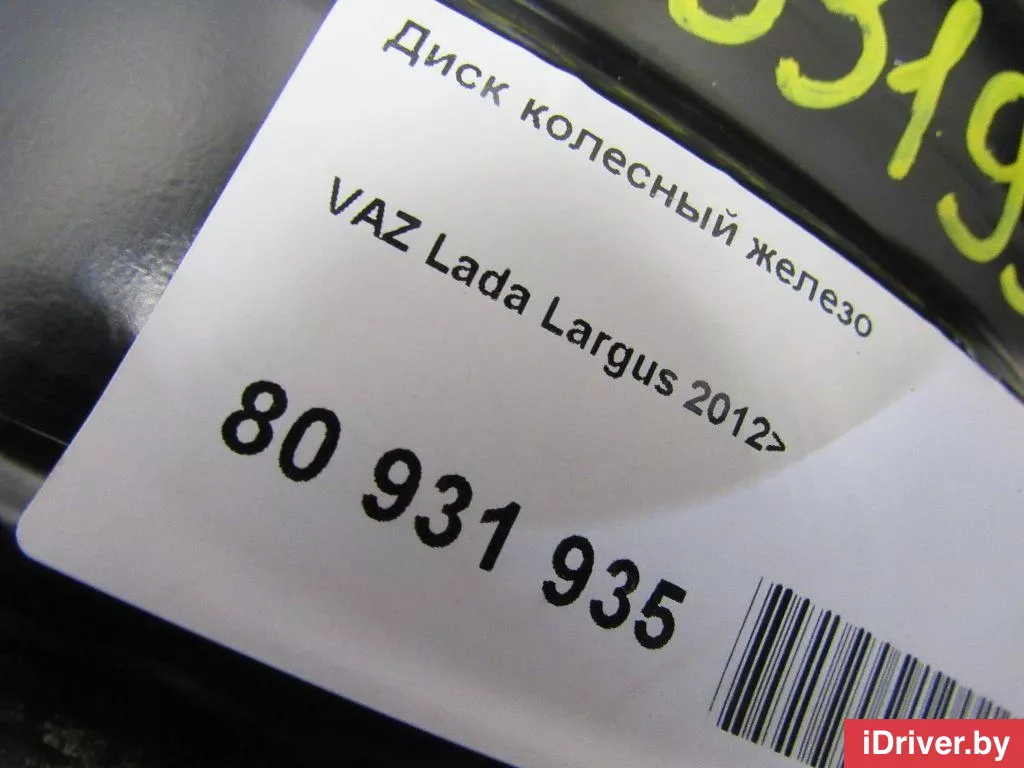 Диск колесный железо
VAZ Lada Largus 2012>
80 931 935
iDriver.by